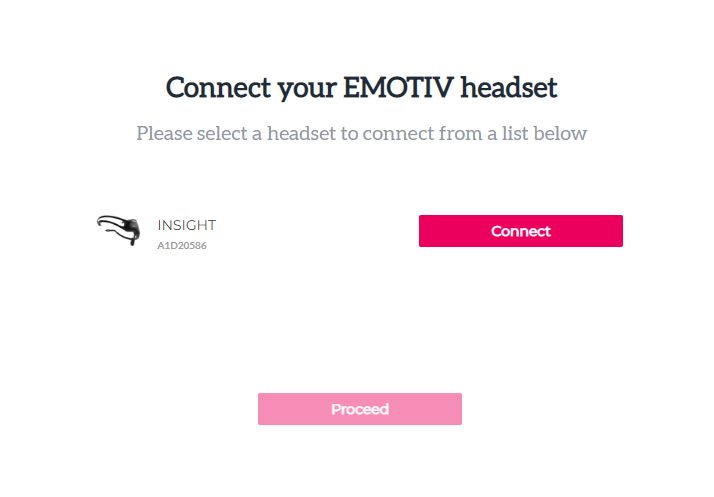 Connect your EMOTIV headset
Please select a headset to connect from a list below
INSIGHT
Connect
A1D20586
Proceed